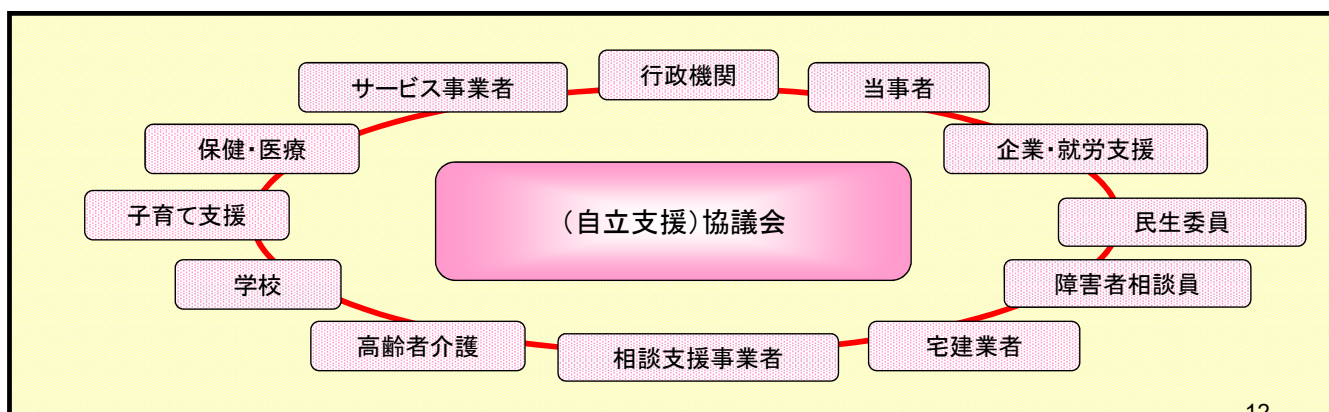 行政機関
サービス事業者
当事者
保健・医療
企業・就労支援
(自立支援)協議会
子育て支援
民生委員
学校
障害者相談員
高齢者介護
宅建業者
相談支援事業者
12